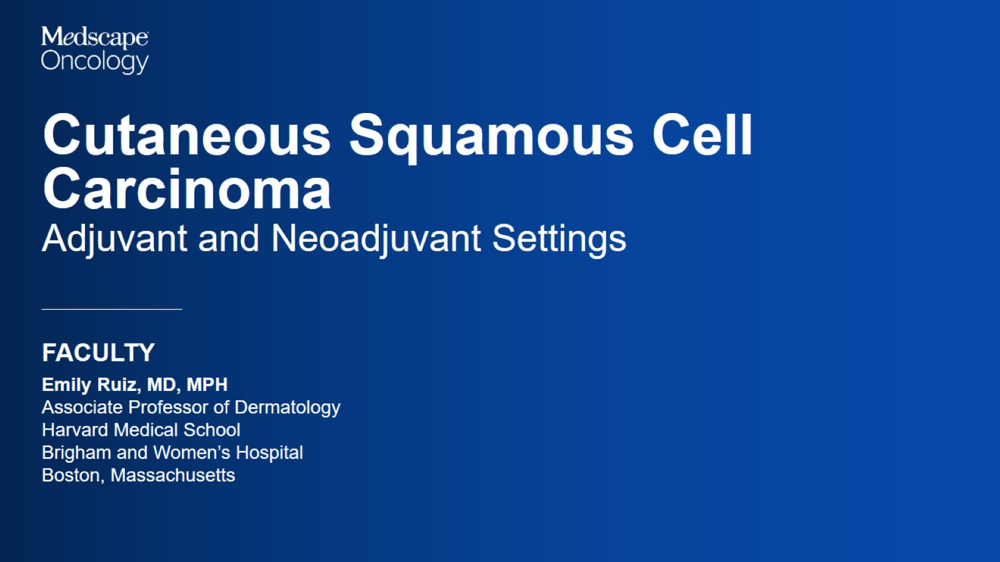 Medscape
Oncology
Cutaneous Squamous Cell
Carcinoma
Adjuvant and Neoadjuvant Settings
FACULTY
Emily Ruiz, MD, MPH
Associate Professor of Dermatology
Harvard Medical School
Brigham and Women’s Hospital
Boston, Massachusetts